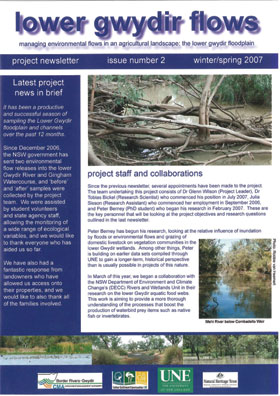 lower gwydir flows
managing environmental flows in an agricultural landscape: the lower gwydir floodplain
project newsletter
issue number 2
winter/spring 2007
Latest project
news in brief
It has been a productive
and successful season of
sampling the Lower Gwydir
floodplain and channels
over the past 12 months.
Since December 2006,
the NSW government has
sent two environmental
flow releases into the lower
Gwydir River and Gingham
Watercourse, and 'before'
and 'after' samples were
collected by the project
team. We were assisted
by student volunteers
and state agency staff,
allowing the monitoring of
a wide range of ecological
variables, and we would like
to thank everyone who has
aided us so far.
We have also had a
fantastic response from
landowners who have
allowed us access onto
their properties, and we
would like to also thank all
of the families involved.
project staff and collaborations
Since the previous newsletter, several appointments have been made to the project.
The team undertaking this project consists of Dr Glenn Wilson (Project Leader), Dr
Tobias Bickel (Research Scientist) who commenced his position in July 2007, Julia
Sisson (Research Assistant) who commenced her employment in September 2006,
and Peter Berney (PhD student) who began his research in February 2007. These are
the key personnel that will be looking at the project objectives and research questions
outlined in the last newsletter.
Peter Berney has begun his research, looking at the relative influence of inundation
by floods or environmental flows and grazing of
domestic livestock on vegetation communities in the
lower Gwydir wetlands. Among other things, Peter
is building on earlier data sets compiled through
UNE to gain a longer-term, historical perspective
than is usually possible in projects of this nature.
In March of this year, we began a collaboration with
the NSW Department of Environment and Climate
Change's (DECC) Rivers and Wetlands Unit in their
research on the lower Gwydir aquatic food webs.
This work is aiming to provide a more thorough
understanding of the processes that boost the
production of waterbird prey items such as native
fish or invertebrates.
Mehi River below Combadello Weir
Border Rivers-Gwydir
CMA
UNE
Natural Heritage Trust